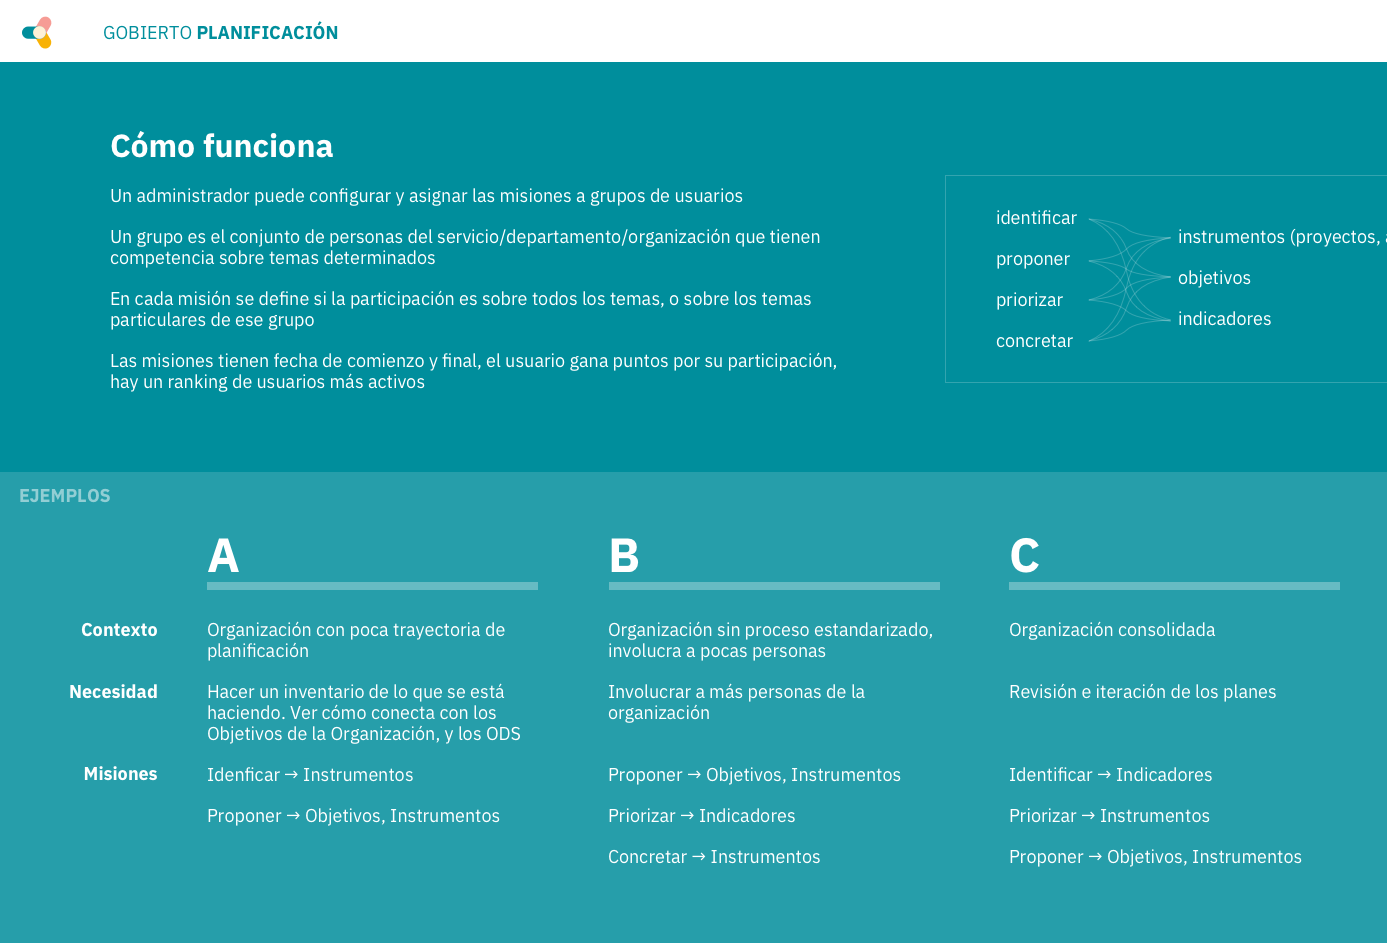 GOBIERTO PLANIFICACIÓN
Cómo funciona
Un administrador puede configurar y asignar las misiones a grupos de usuarios
Un grupo es el conjunto de personas del servicio/departamento/organización que tienen
competencia sobre temas determinados
En cada misión se define si la participación es sobre todos los temas, o sobre los temas
particulares de ese grupo
Las misiones tienen fecha de comienzo y final, el usuario gana puntos por su participación,
hay un ranking de usuarios más activos
identificar
proponer
priorizar
concretar
instrumentos (proyectos,
objetivos
indicadores
EJEMPLOS
A
B
C
Contexto
Organización con poca trayectoria de
planificación
Organización sin proceso estandarizado,
involucra a pocas personas
Organización consolidada
Necesidad
Hacer un inventario de lo que se está
haciendo. Ver cómo conecta con los
Objetivos de la Organización, y los ODS
Involucrar a más personas de la
organización
Revisión e iteración de los planes
Misiones
Idenficar → Instrumentos
Proponer → Objetivos, Instrumentos
Proponer → Objetivos, Instrumentos
Priorizar → Indicadores
Concretar → Instrumentos
Identificar → Indicadores
Priorizar → Instrumentos
Proponer → Objetivos, Instrumentos